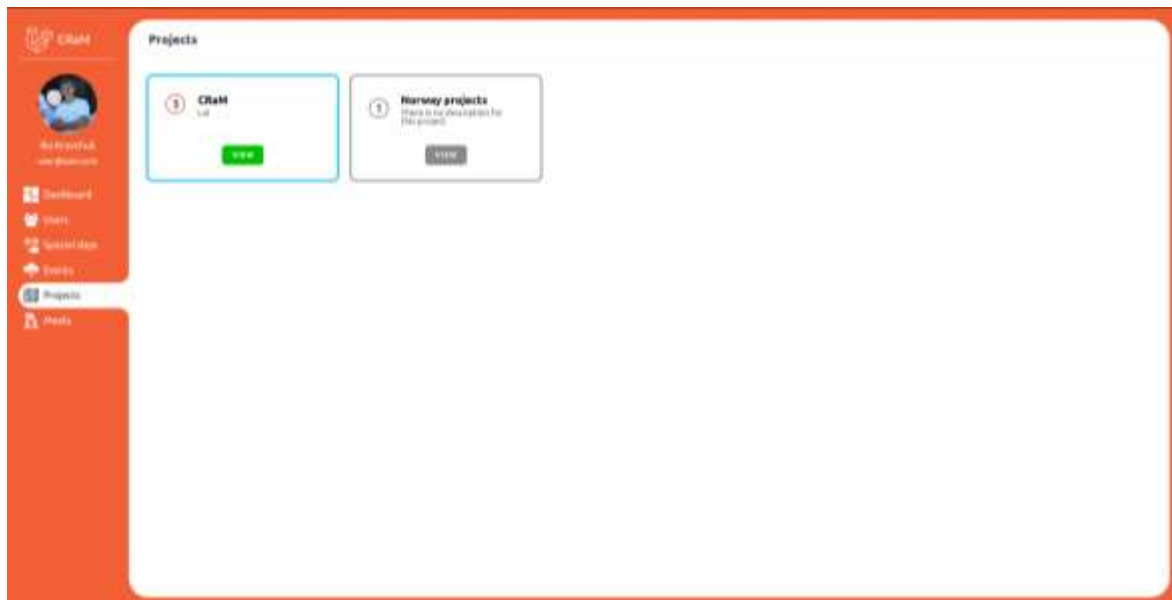 CRaM
Projects
CRaM
Lol
VIEW
Norway projects
There is no description for
this project
VIEW
Dashboard
Users
Special days
Events
Projects